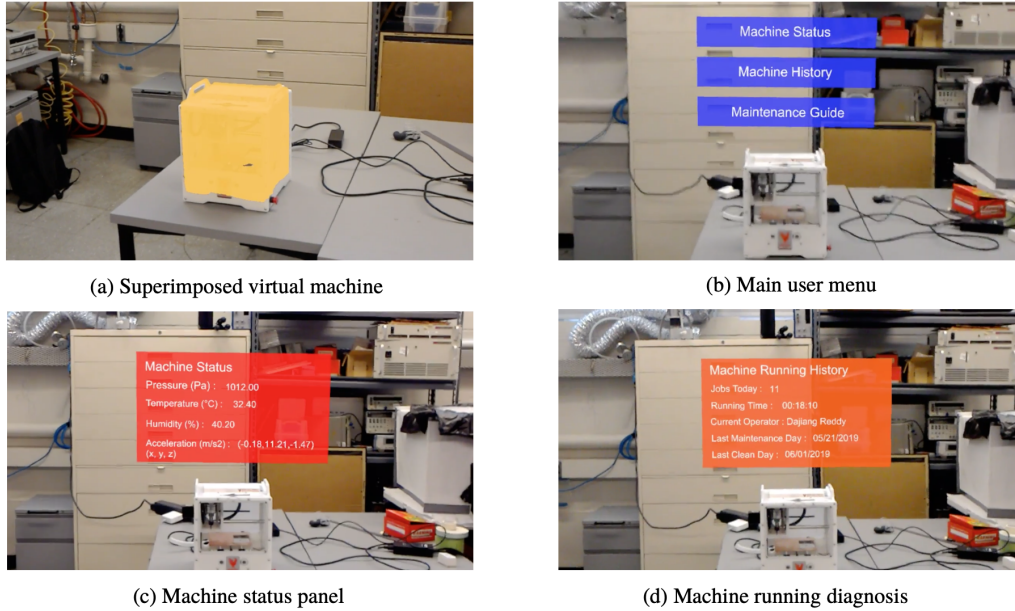 (a) Superimposed virtual machine
Machine Status
Machine History
Maintenance Guide
(b) Main user menu
Machine Status
Pressure (Pa) : 1012.00
Temperature (°C) : 32.40
Humidity (%) : 40.20
Acceleration (m/s2) : (-0.18,11.21,-1.47)
(x, y, z)
(c) Machine status panel
Machine Running History
Jobs Today : 11
Running Time : 00:18:10
Current Operator : Dajiang Reddy
Last Maintenance Day : 05/21/2019
Last Clean Day : 06/01/2019
(d) Machine running diagnosis